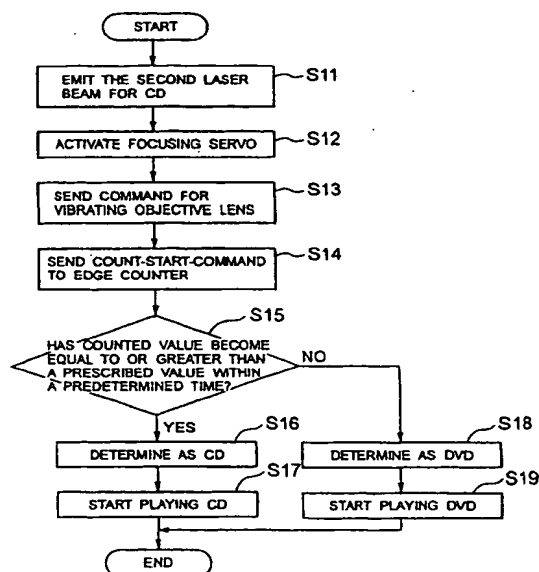 START
EMIT THE SECOND LASER
BEAM FOR CD
S11
ACTIVATE FOCUSING SERVO
S12
SEND COMMAND FOR
VIBRATING OBJECTIVE LENS
S13
SEND COUNT-START-COMMAND
TO EDGE COUNTER
S14
S15
HAS COUNTED VALUE BECOME
EQUAL TO OR GREATER THAN
A PRESCRIBED VALUE WITHIN
A PREDETERMINED TIME?
NO
YES
S16
DETERMINE AS CD
S18
DETERMINE AS DVD
S17
START PLAYING CD
S19
START PLAYING DVD
END